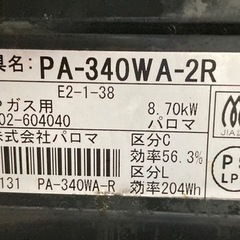 具名: PA-340WA-2R
E2-1-38
Pガス用 8.70kW
02-604040 パロマ
株式会社パロマ 区分C
効率56.3%
区分L
131 PA-340WA-R 効率204Wh
JIA
PS
LP